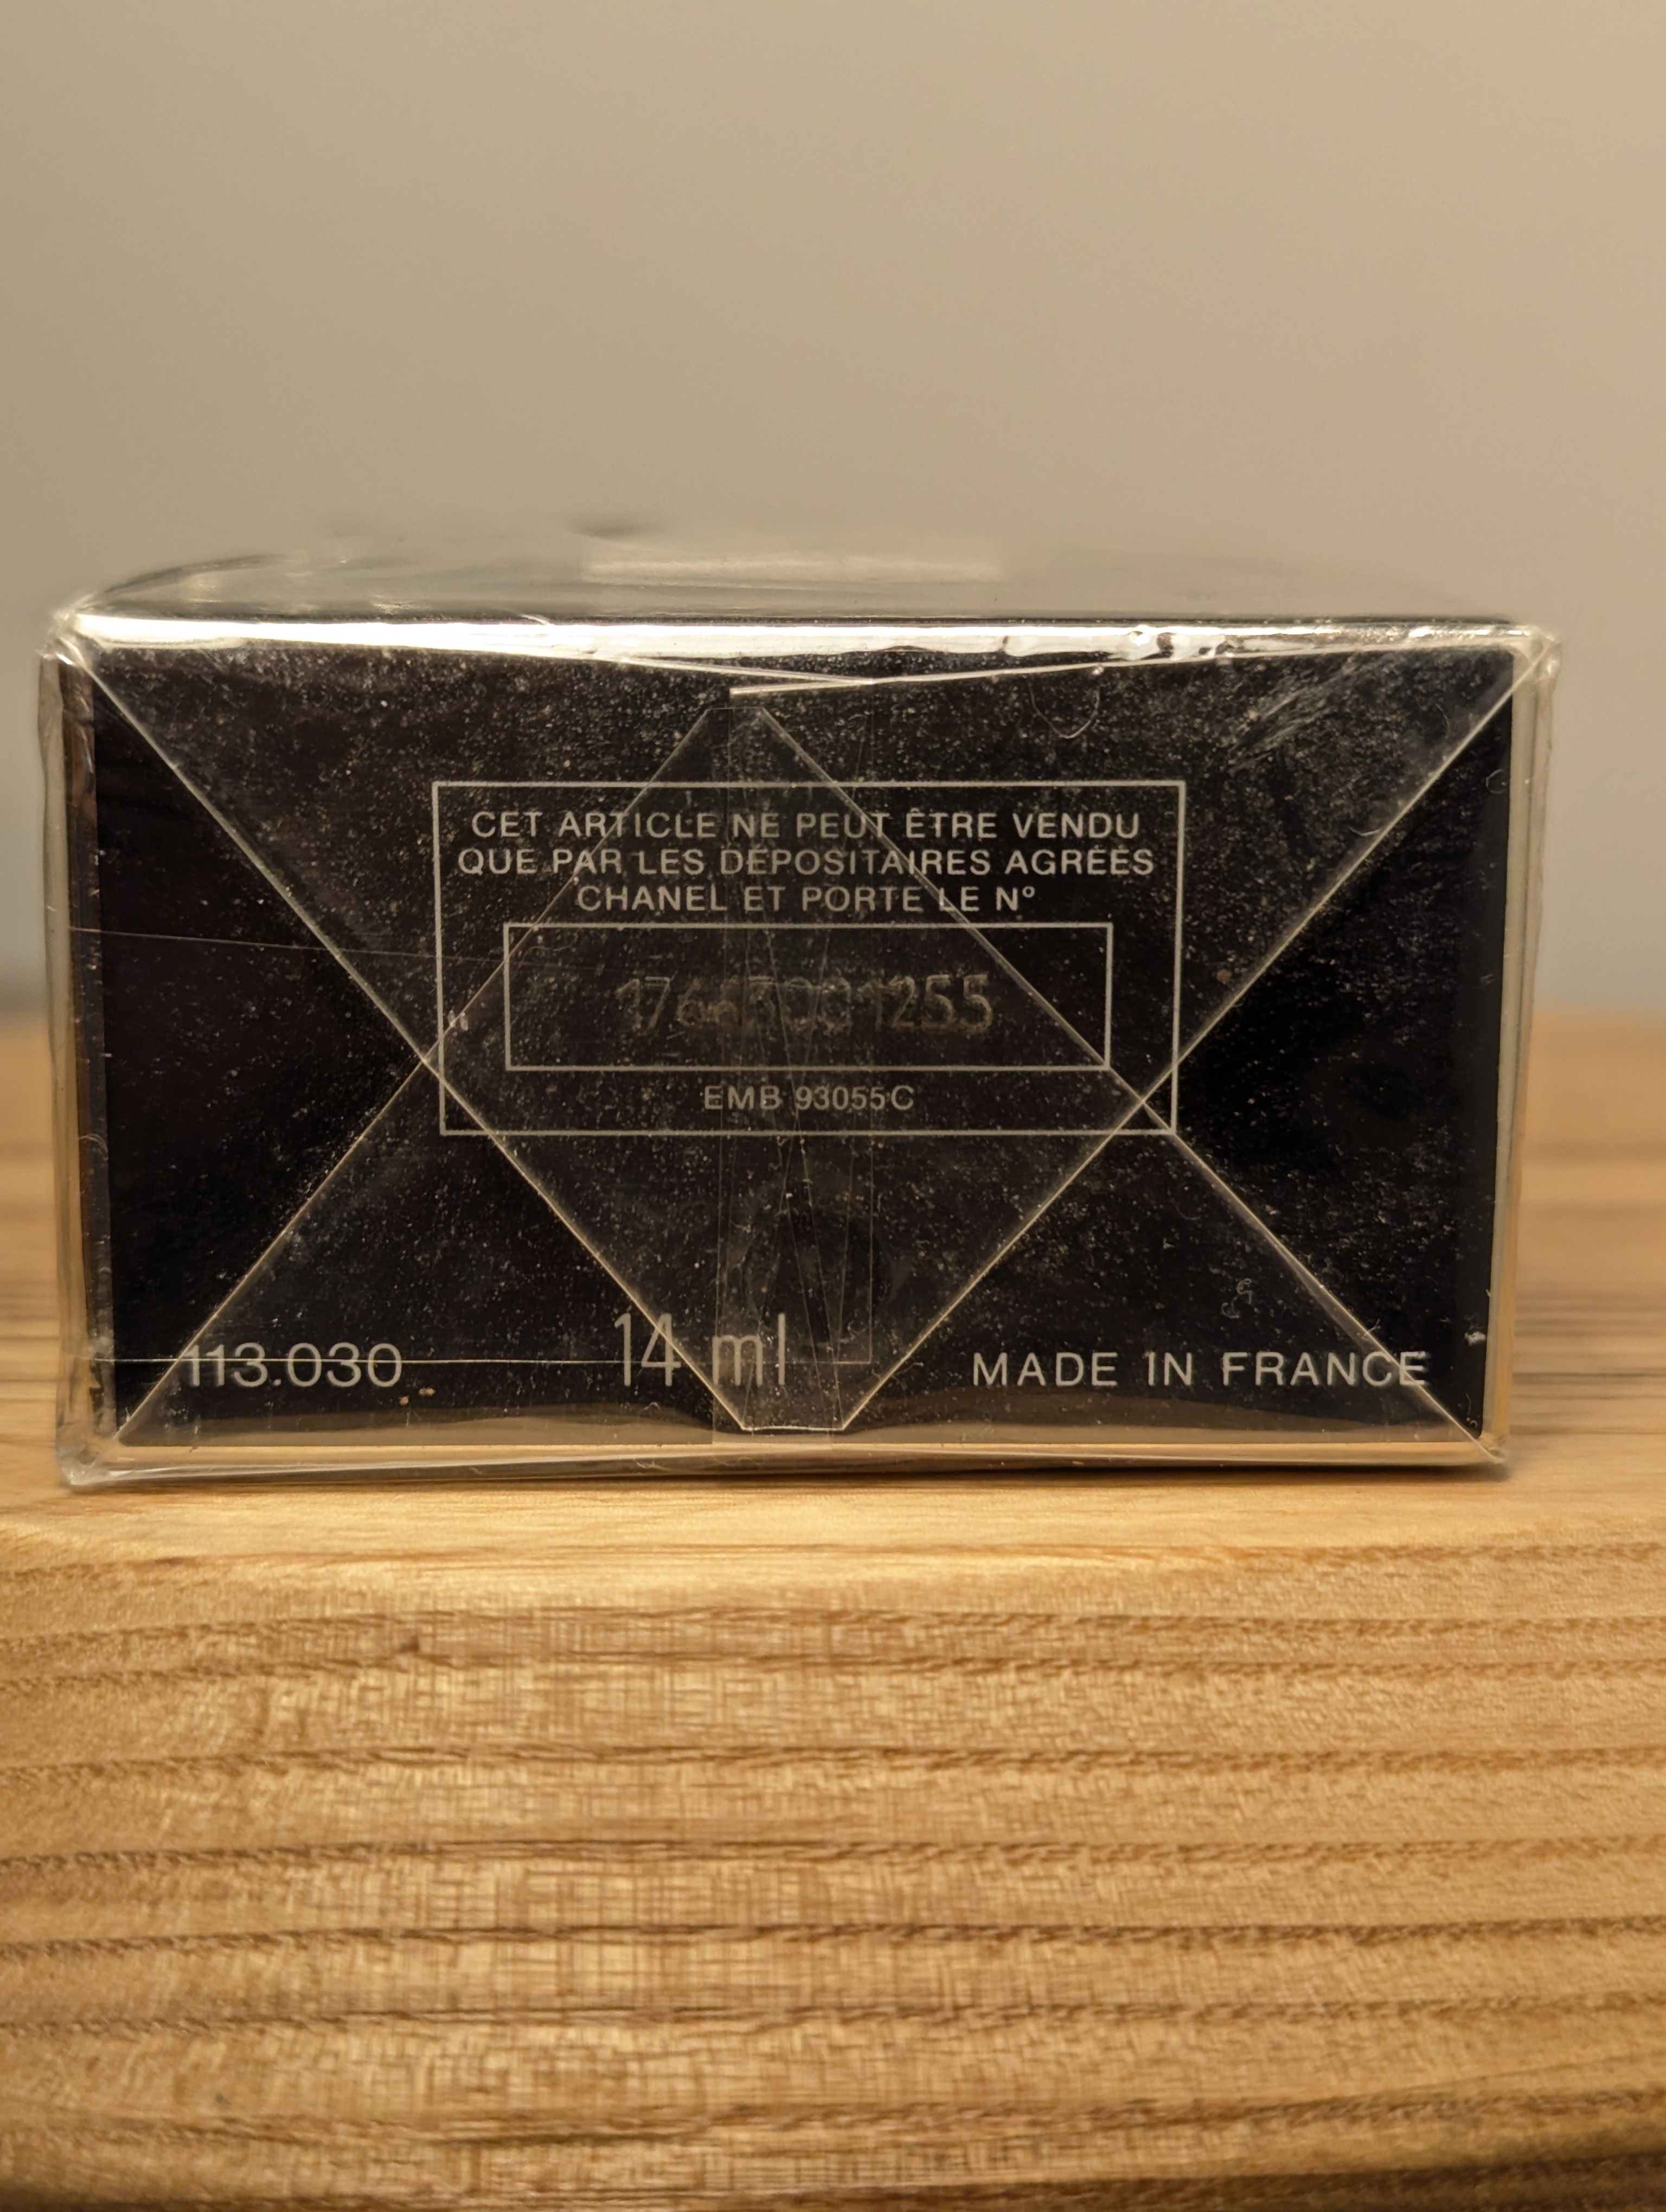 CET ARTICLE NE PEUT ÊTRE VENDU
QUE PAR LES DÉPOSITAIRES AGRÉÉS
CHANEL ET PORTE LE Nº
EMB 93055C
113.030 14 ml MADE IN FRANCE